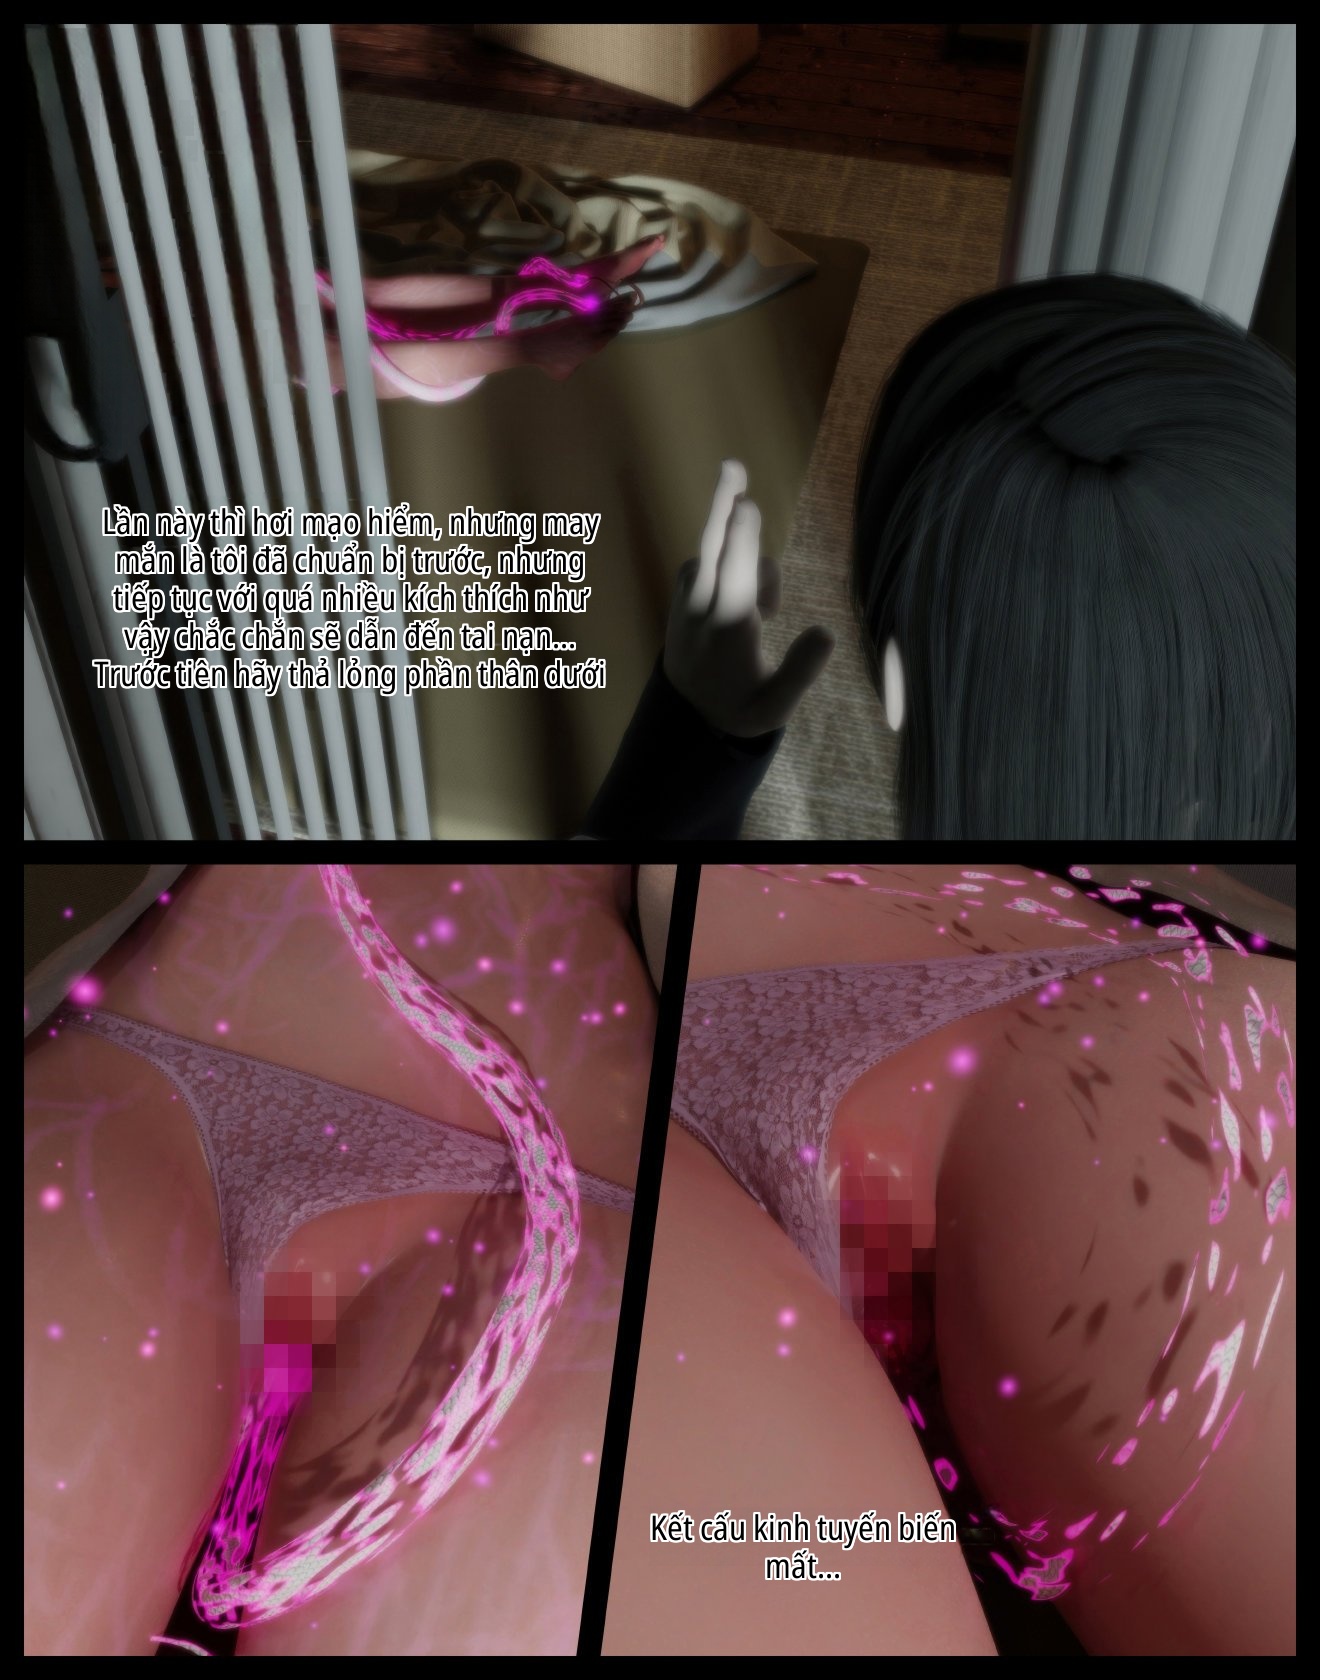 Lần này thì hơi mạo hiểm, nhưng may
mắn là tôi đã chuẩn bị trước, nhưng
tiếp tục với quá nhiều kích thích như
vậy chắc chắn sẽ dẫn đến tai nạn...
Trước tiên hãy thả lỏng phần thân dưới
Kết cấu kinh tuyến biến
mất...